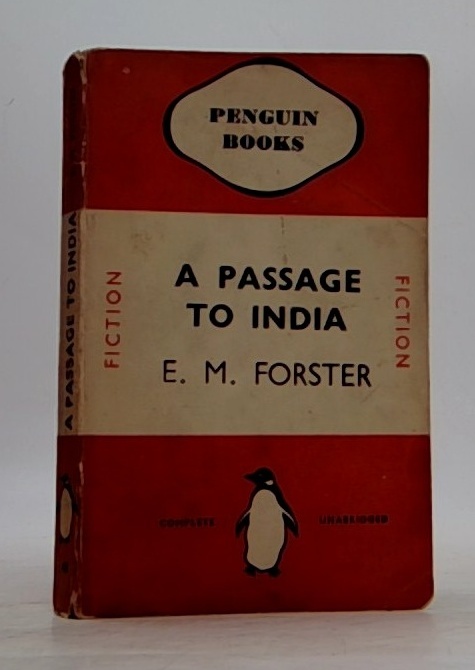 PENGUIN
BOOKS
FICTION
A PASSAGE
TO INDIA
E. M. FORSTER
FICTION
COMPLETE
UNABRIDGED
A PASSAGE TO INDIA